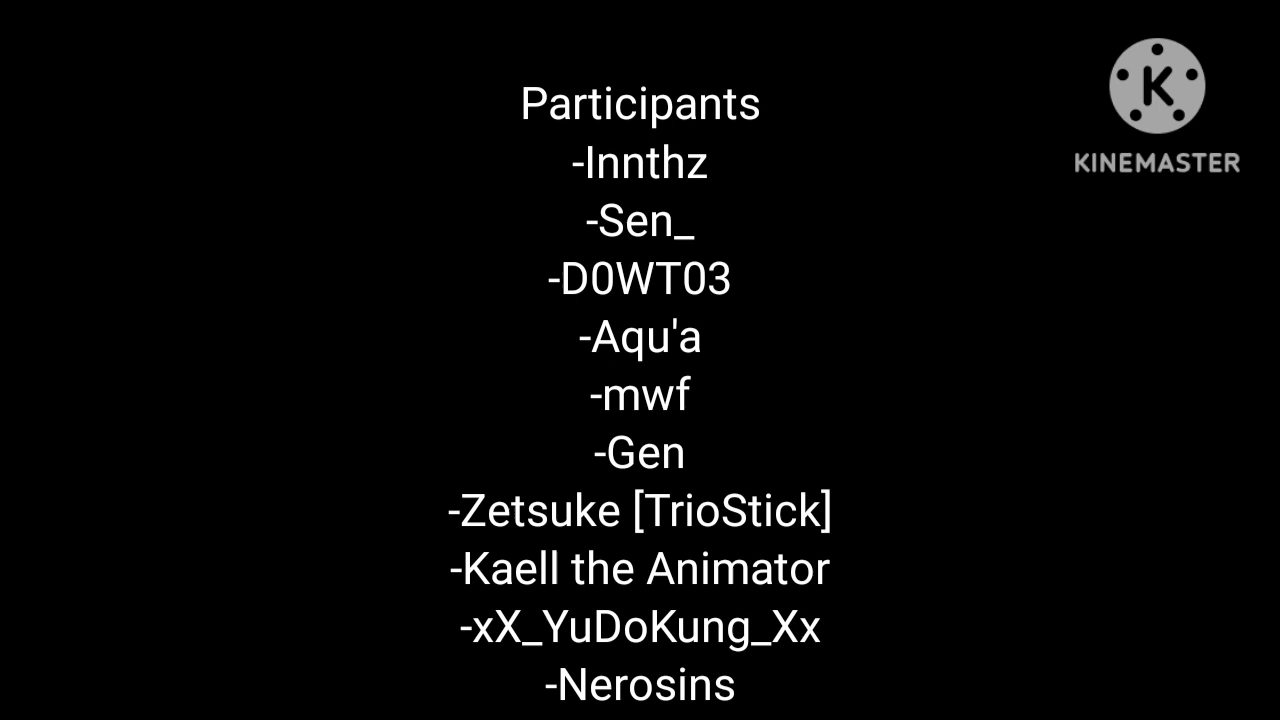 Participants
-Innthz
-Sen_
-D0WT03
-Aqu'a
-mwf
-Gen
-Zetsuke [TrioStick]
-Kaell the Animator
-xX_YuDoKung_Xx
-Nerosins
K
KINEMASTER